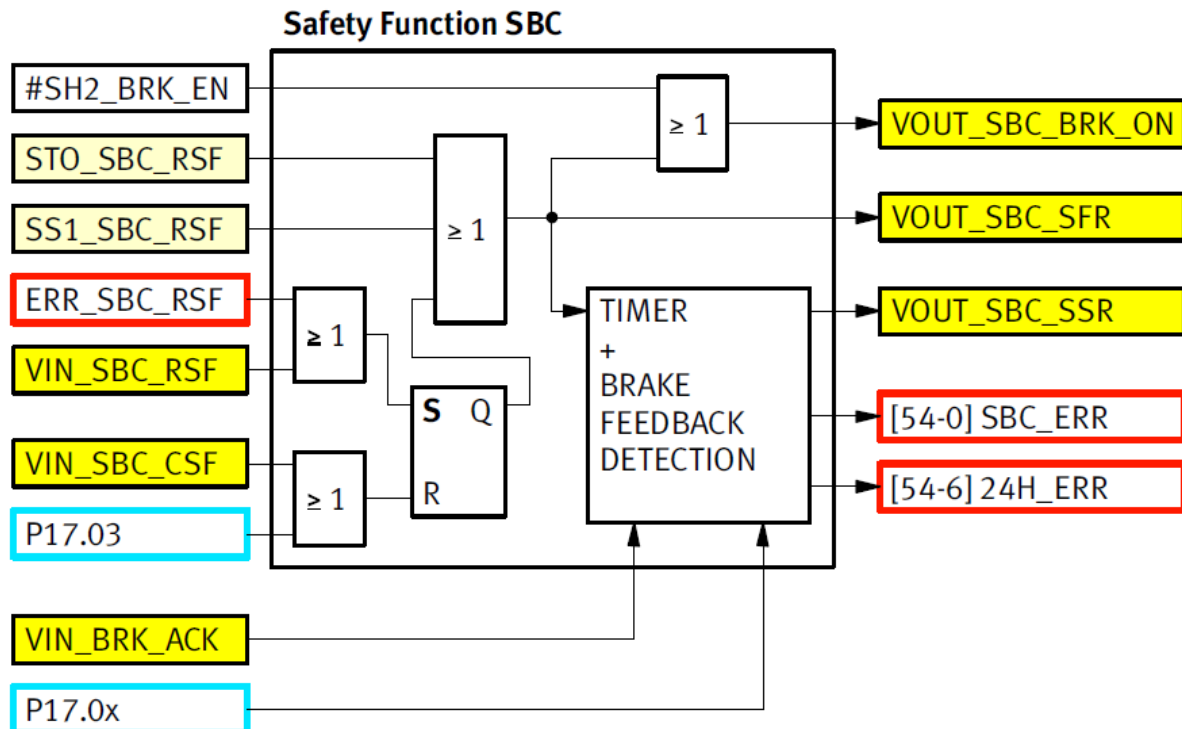 Safety Function SBC
#SH2_BRK_EN
≥ 1
VOUT_SBC_BRK_ON
STO_SBC_RSF
SS1_SBC_RSF
≥ 1
VOUT_SBC_SFR
ERR_SBC_RSF
≥ 1
VIN_SBC_RSF
TIMER
+
BRAKE
FEEDBACK
DETECTION
VOUT_SBC_SSR
S Q
R
[54-0] SBC_ERR
VIN_SBC_CSF
≥ 1
[54-6] 24H_ERR
P17.03
VIN_BRK_ACK
P17.0x